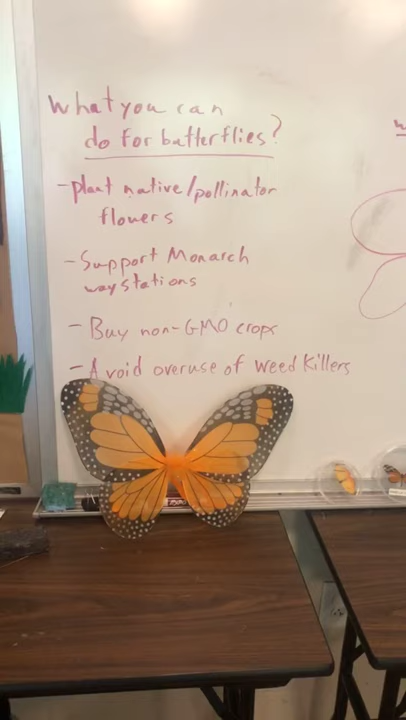 What you can
do for butterflies?
- plant native/pollinator
flowers
- Support Monarch
waystations
- Buy non-GMO crops
- Avoid overuse of weed killers